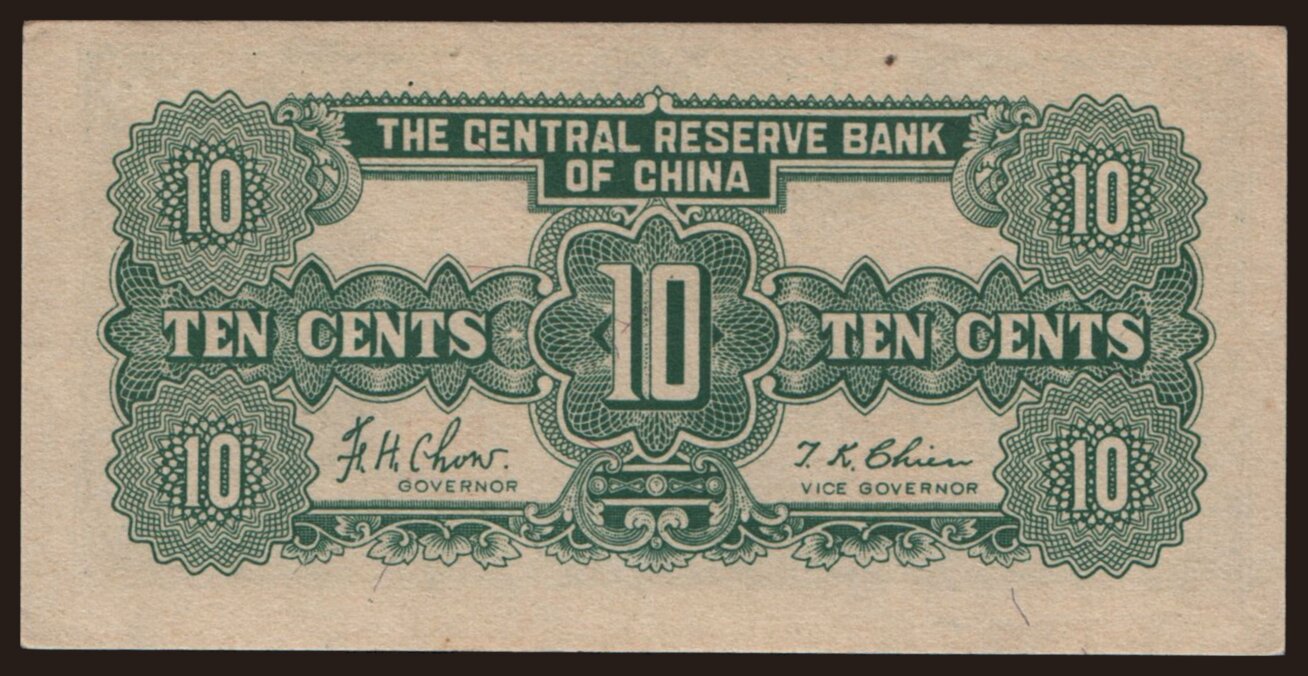 THE CENTRAL RESERVE BANK
OF CHINA
10 10
10
TEN CENTS TEN CENTS
10 10
F. H. Chow. T. K. Chien
GOVERNOR VICE GOVERNOR